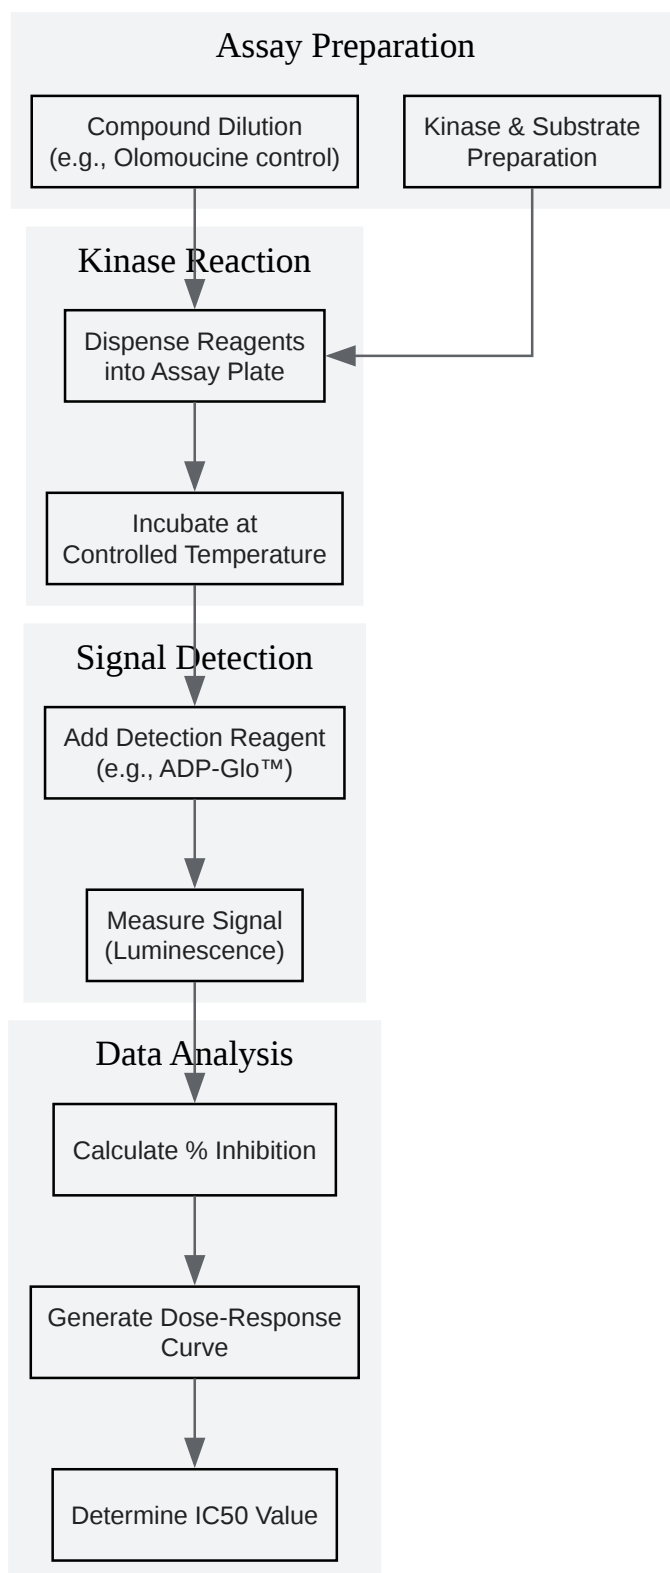 Assay Preparation
Compound Dilution
(e.g., Olomoucine control)
Kinase & Substrate
Preparation
Kinase Reaction
Dispense Reagents
into Assay Plate
Incubate at
Controlled Temperature
Signal Detection
Add Detection Reagent
(e.g., ADP-Glo™)
Measure Signal
(Luminescence)
Data Analysis
Calculate % Inhibition
Generate Dose-Response
Curve
Determine IC50 Value